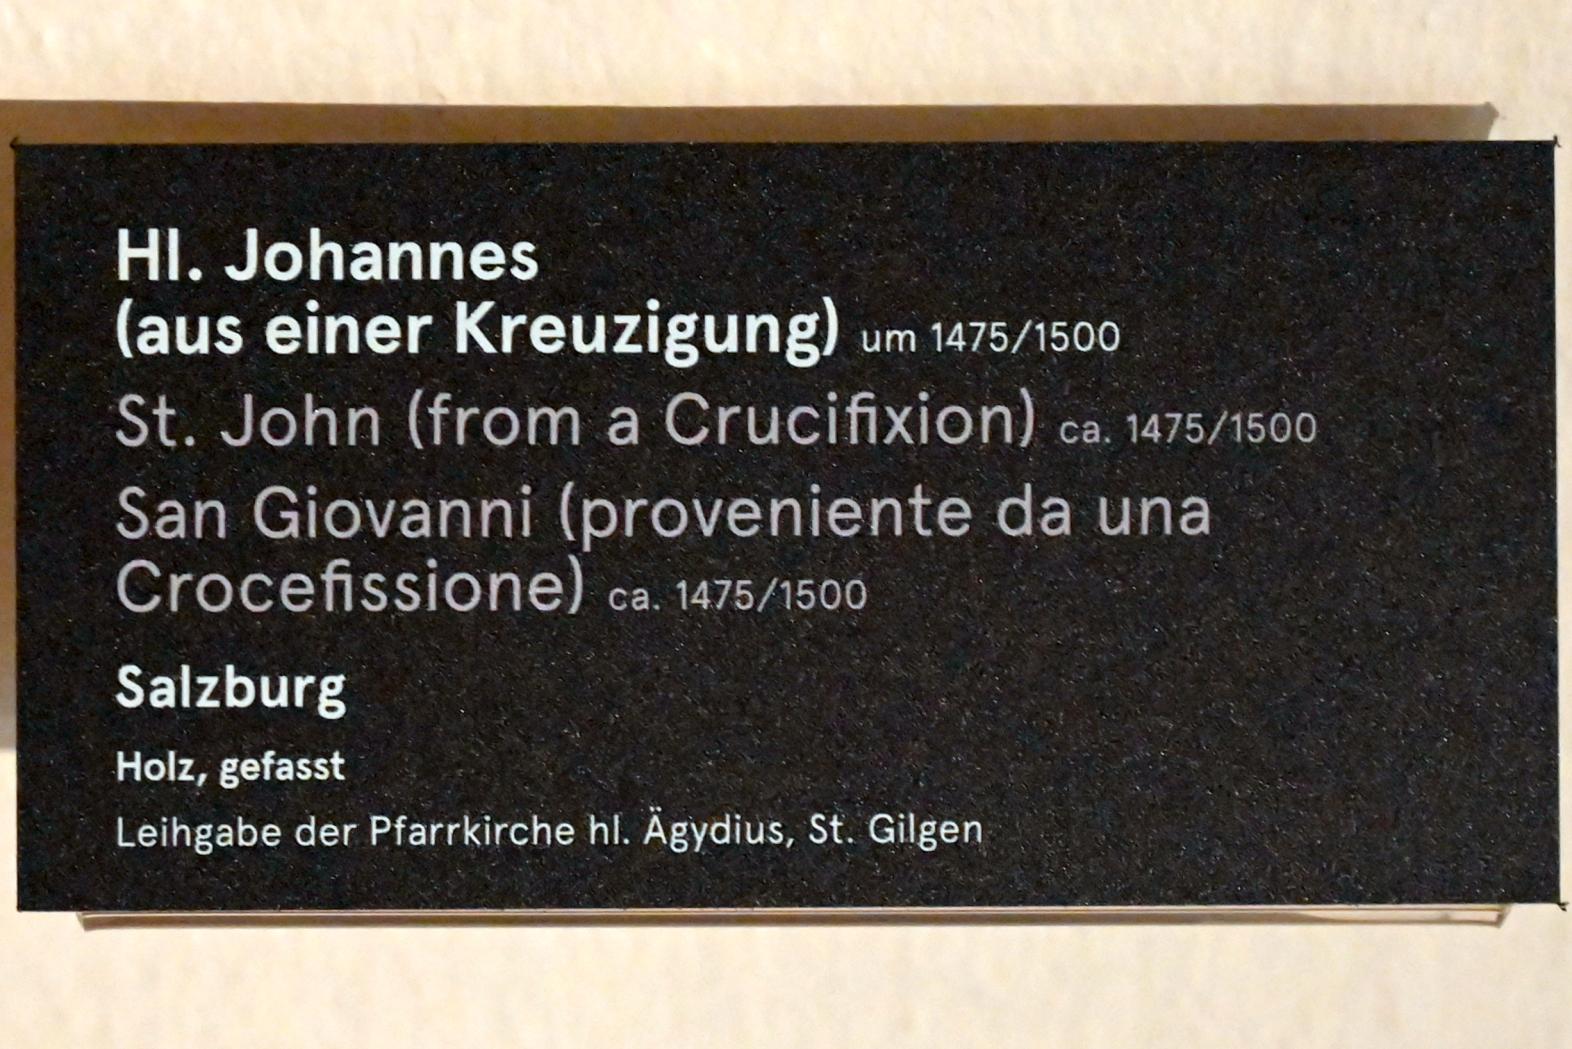 Hl. Johannes
(aus einer Kreuzigung) um 1475/1500
St. John (from a Crucifixion) ca. 1475/1500
San Giovanni (proveniente da una
Crocefissione) ca. 1475/1500
Salzburg
Holz, gefasst
Leihgabe der Pfarrkirche hl. Ägydius, St. Gilgen